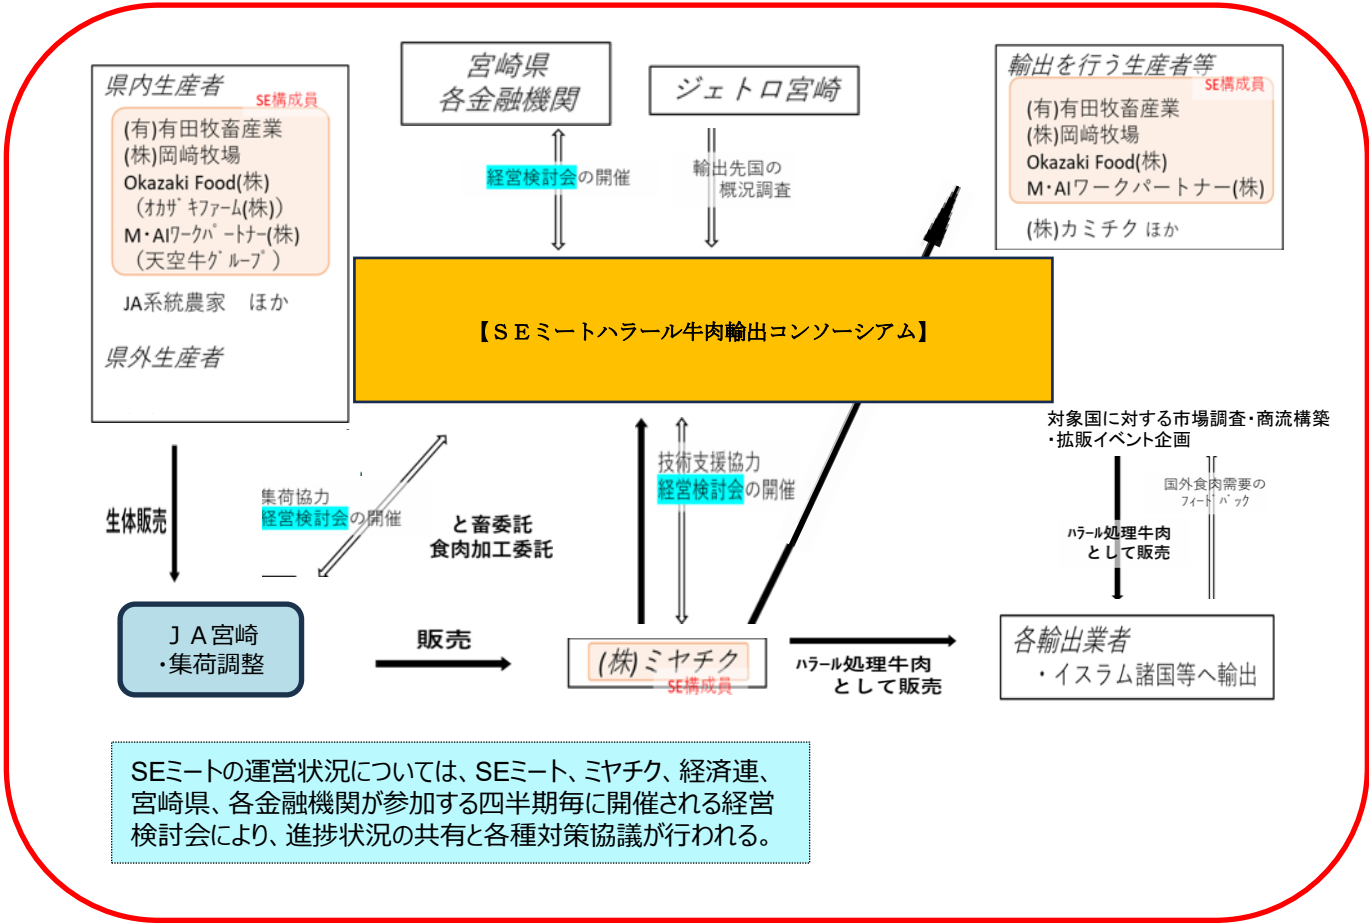 県内生産者
SE構成員
(有)有田牧畜産業
(株)岡﨑牧場
Okazaki Food(株)
(オカザキファーム(株))
M・AIワークパートナー(株)
(天空牛グループ)
JA系統農家　ほか
県外生産者
宮崎県
各金融機関
ジェトロ宮崎
経営検討会の開催
輸出先国の
概況調査
輸出を行う生産者等
SE構成員
(有)有田牧畜産業
(株)岡﨑牧場
Okazaki Food(株)
M・AIワークパートナー(株)
(株)カミチク ほか
【ＳＥミートハラール牛肉輸出コンソーシアム】
生体販売
集荷協力
経営検討会の開催
と畜委託
食肉加工委託
技術支援協力
経営検討会の開催
対象国に対する市場調査・商流構築
・拡販イベント企画
国外食肉需要の
フィードバック
ハラール処理牛肉
として販売
ＪＡ宮崎
・集荷調整
販売
(株)ミヤチク
SE構成員
ハラール処理牛肉
として販売
各輸出業者
・イスラム諸国等へ輸出
SEミートの運営状況については、SEミート、ミヤチク、経済連、
宮崎県、各金融機関が参加する四半期毎に開催される経営
検討会により、進捗状況の共有と各種対策協議が行われる。